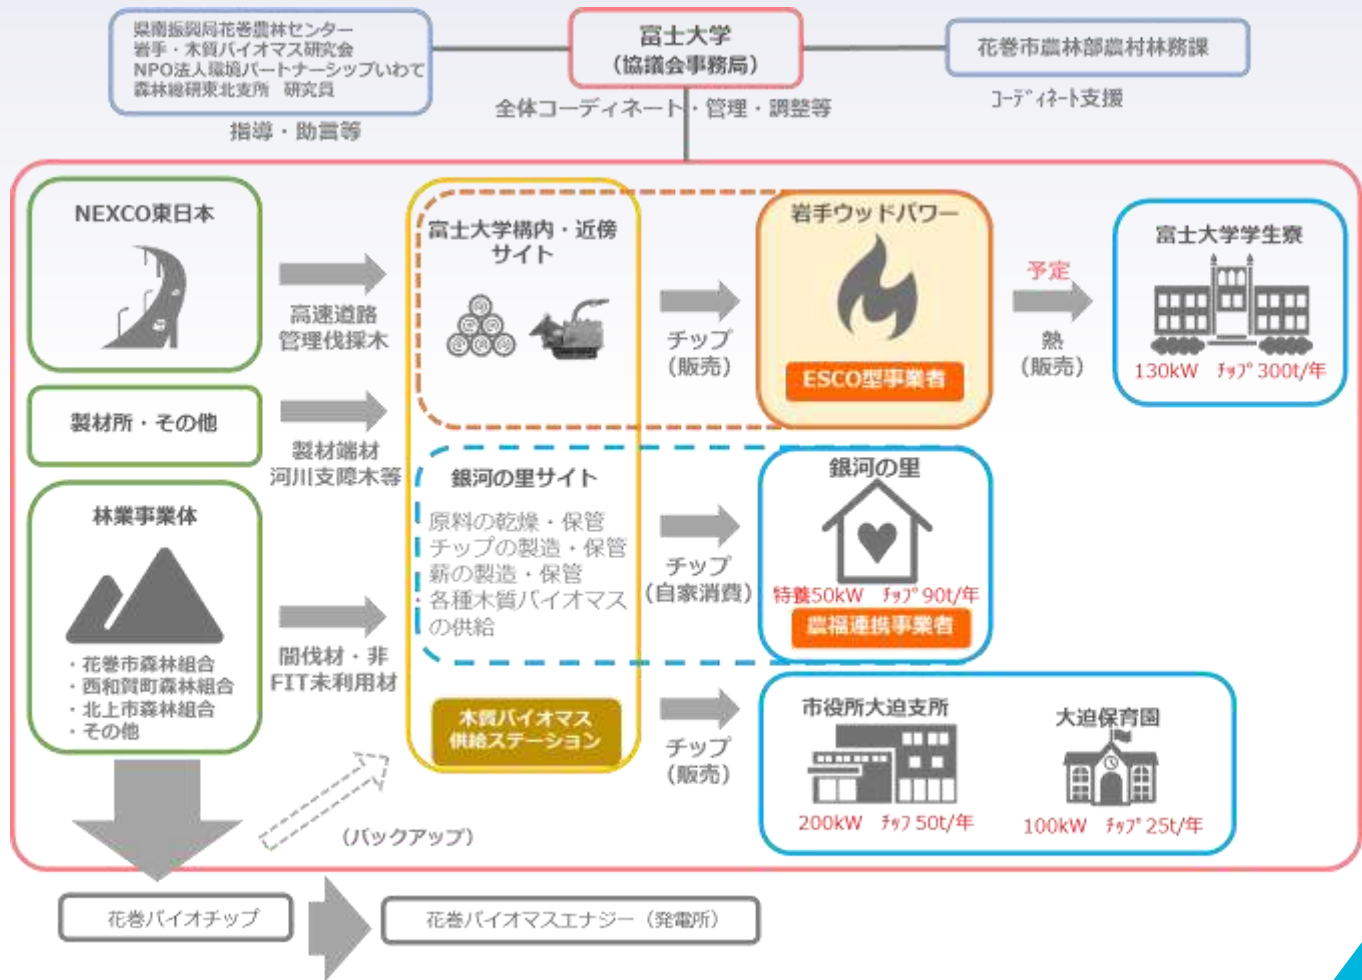 県南振興局花巻農林センター
岩手・木質バイオマス研究会
NPO法人環境パートナーシップいわて
森林総研東北支所 研究員
指導・助言等
富士大学
(協議会事務局)
全体コーディネート・管理・調整等
花巻市農林部農村林務課
コーディネート支援
NEXCO東日本
高速道路
管理伐採木
製材所・その他
製材端材
河川支障木等
林業事業体
・花巻市森林組合
・西和賀町森林組合
・北上市森林組合
・その他
間伐材・非
FIT未利用材
富士大学構内・近傍
サイト
銀河の里サイト
原料の乾燥・保管
チップの製造・保管
薪の製造・保管
各種木質バイオマス
の供給
木質バイオマス
供給ステーション
チップ
(販売)
岩手ウッドパワー
ESCO型事業者
予定
熱
(販売)
富士大学学生寮
130kW チップ300t/年
チップ
(自家消費)
銀河の里
特養50kW チップ90t/年
農福連携事業者
チップ
(販売)
市役所大迫支所
200kW チップ50t/年
大迫保育園
100kW チップ25t/年
(バックアップ)
花巻バイオチップ
花巻バイオマスエナジー(発電所)